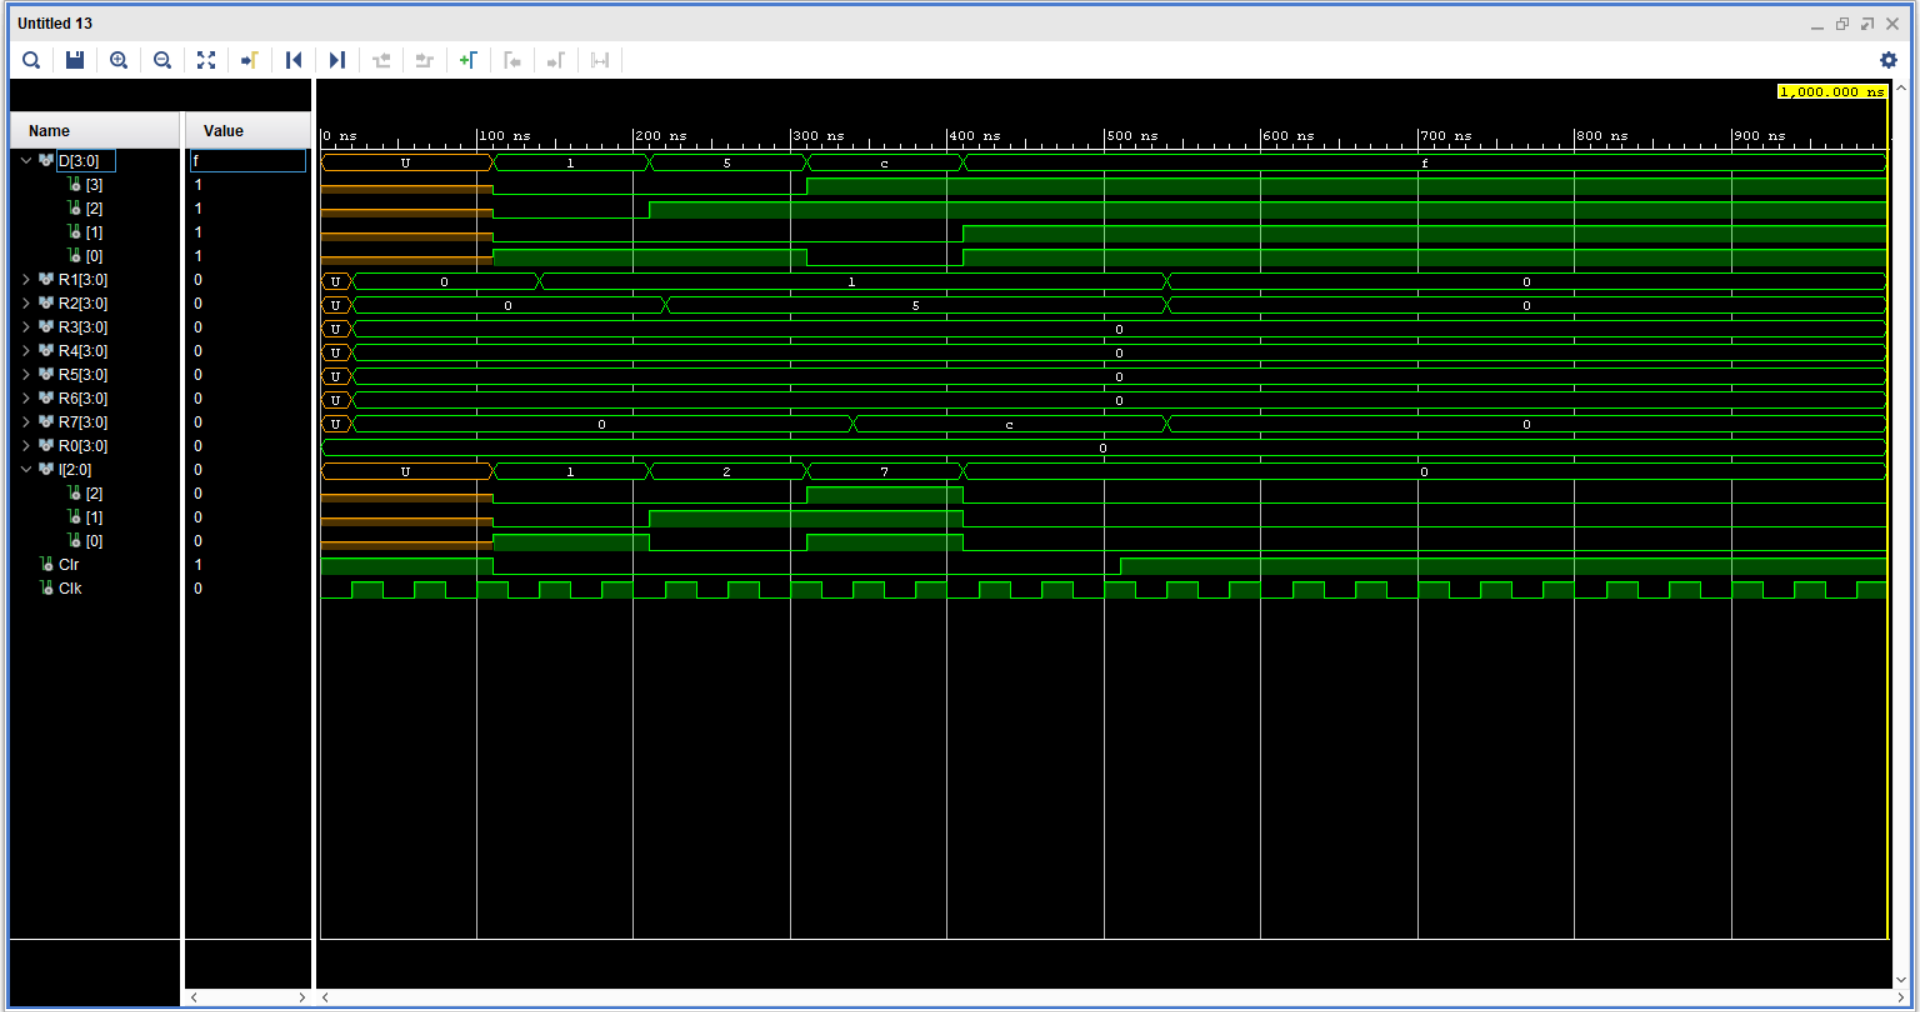 Untitled 13
1,000.000 ns
Name Value
0 ns 100 ns 200 ns 300 ns 400 ns 500 ns 600 ns 700 ns 800 ns 900 ns
D[3:0] f U 1 5 c f
[3] 1
[2] 1
[1] 1
[0] 1
R1[3:0] 0 U 0 1 0
R2[3:0] 0 U 0 5 0
R3[3:0] 0 U 0
R4[3:0] 0 U 0
R5[3:0] 0 U 0
R6[3:0] 0 U 0
R7[3:0] 0 U 0 c 0
R0[3:0] 0 0
I[2:0] 0 U 1 2 7 0
[2] 0
[1] 0
[0] 0
Clr 1
Clk 0